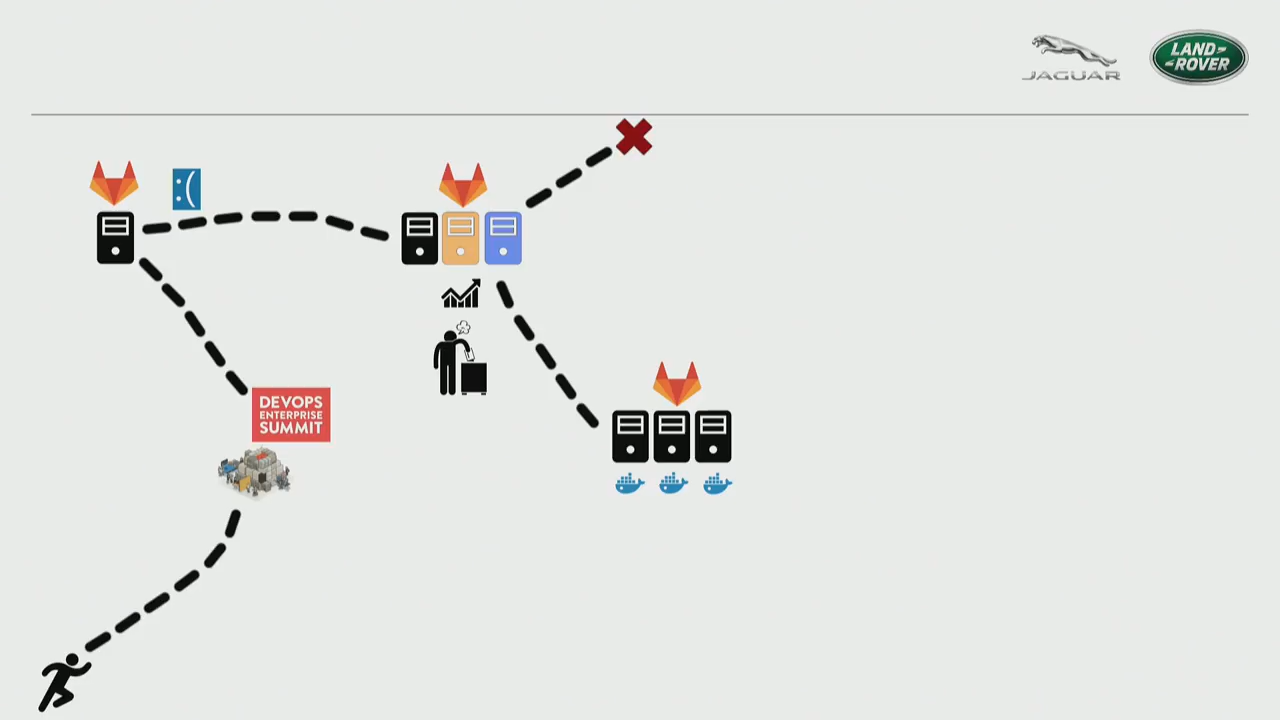 JAGUAR
LAND
ROVER
:(
DEVOPS
ENTERPRISE
SUMMIT